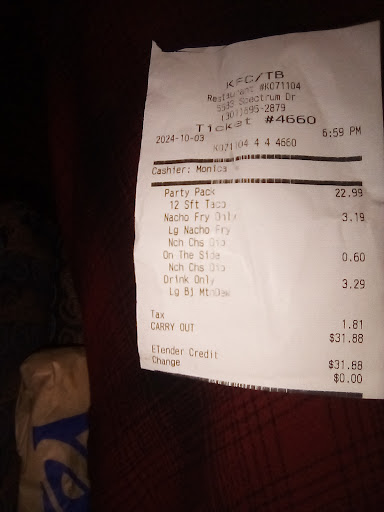 KFC/TB
Restaurant #K071104
Spectrum Dr
(301)695-2879
Ticket #4660
2024-10-03 6:59 PM
K071104 4 4 4660
Cashier: Monica
Party Pack 22.99
12 Sft Taco
Nacho Fry Only 3.19
Lg Nacho Fry
Nch Chs Dip
On The Side 0.60
Nch Chs Dip
Drink Only 3.29
Lg Bj MtnDew
Tax 1.81
CARRY OUT $31.88
ETender Credit $31.88
Change $0.00